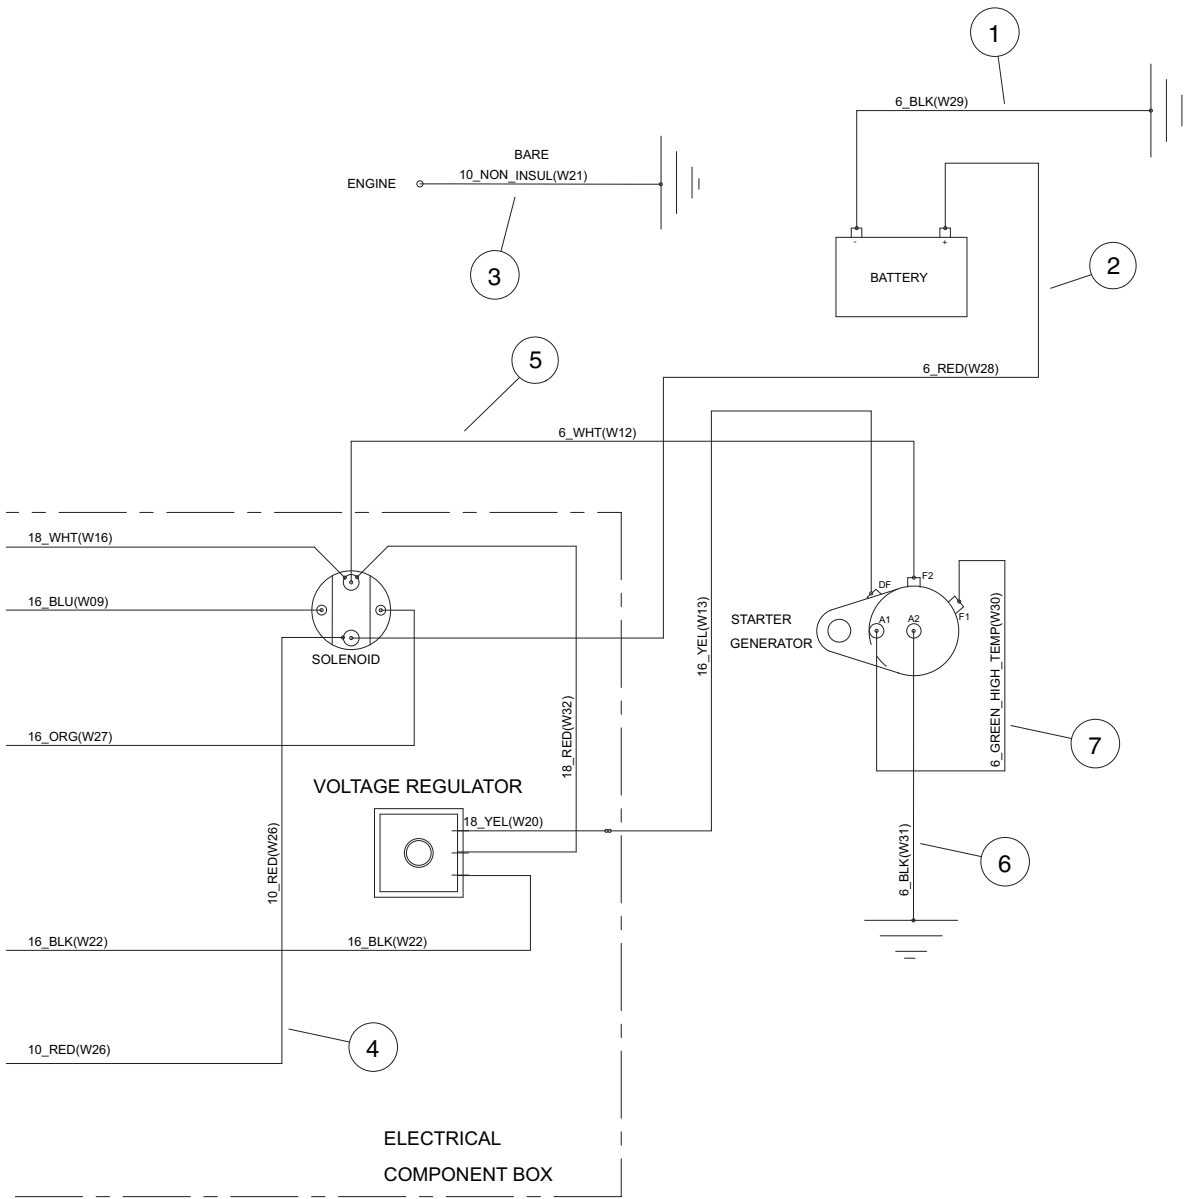 1
6_BLK(W29)
BARE
10_NON_INSUL(W21)
ENGINE
3
- +
BATTERY
2
5
6_RED(W28)
6_WHT(W12)
18_WHT(W16)
16_BLU(W09)
SOLENOID
DF
F2
F1
A1
A2
STARTER
GENERATOR
16_YEL(W13)
6_GREEN_HIGH_TEMP(W30)
7
16_ORG(W27)
18_RED(W32)
VOLTAGE REGULATOR
18_YEL(W20)
10_RED(W26)
6_BLK(W31)
6
16_BLK(W22)
16_BLK(W22)
10_RED(W26)
4
ELECTRICAL
COMPONENT BOX